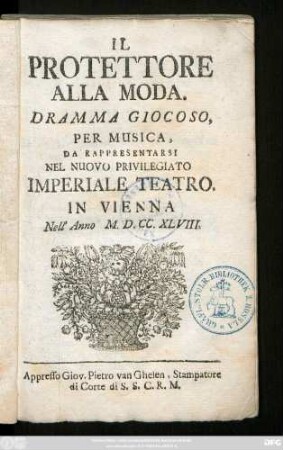 IL
PROTETTORE
ALLA MODA.
DRAMMA GIOCOSO,
PER MUSICA,
DA RAPPRESENTARSI
NEL NUOVO PRIVILEGIATO
IMPERIALE TEATRO.
IN VIENNA
Nell' Anno M. D. CC. XLVIII.
Appresso Giov. Pietro van Ghelen, Stampatore
di Corte di S. S. C. R. M.
DFG